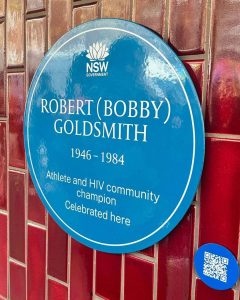 NSW
GOVERNMENT
ROBERT (BOBBY)
GOLDSMITH
1946 - 1984
Athlete and HIV community
champion
Celebrated here